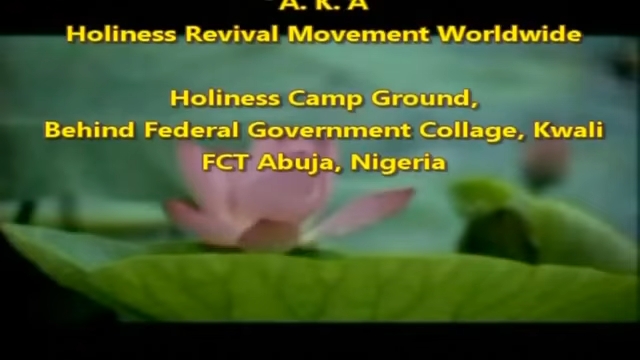 A. K. A
Holiness Revival Movement Worldwide
Holiness Camp Ground,
Behind Federal Government Collage, Kwali
FCT Abuja, Nigeria